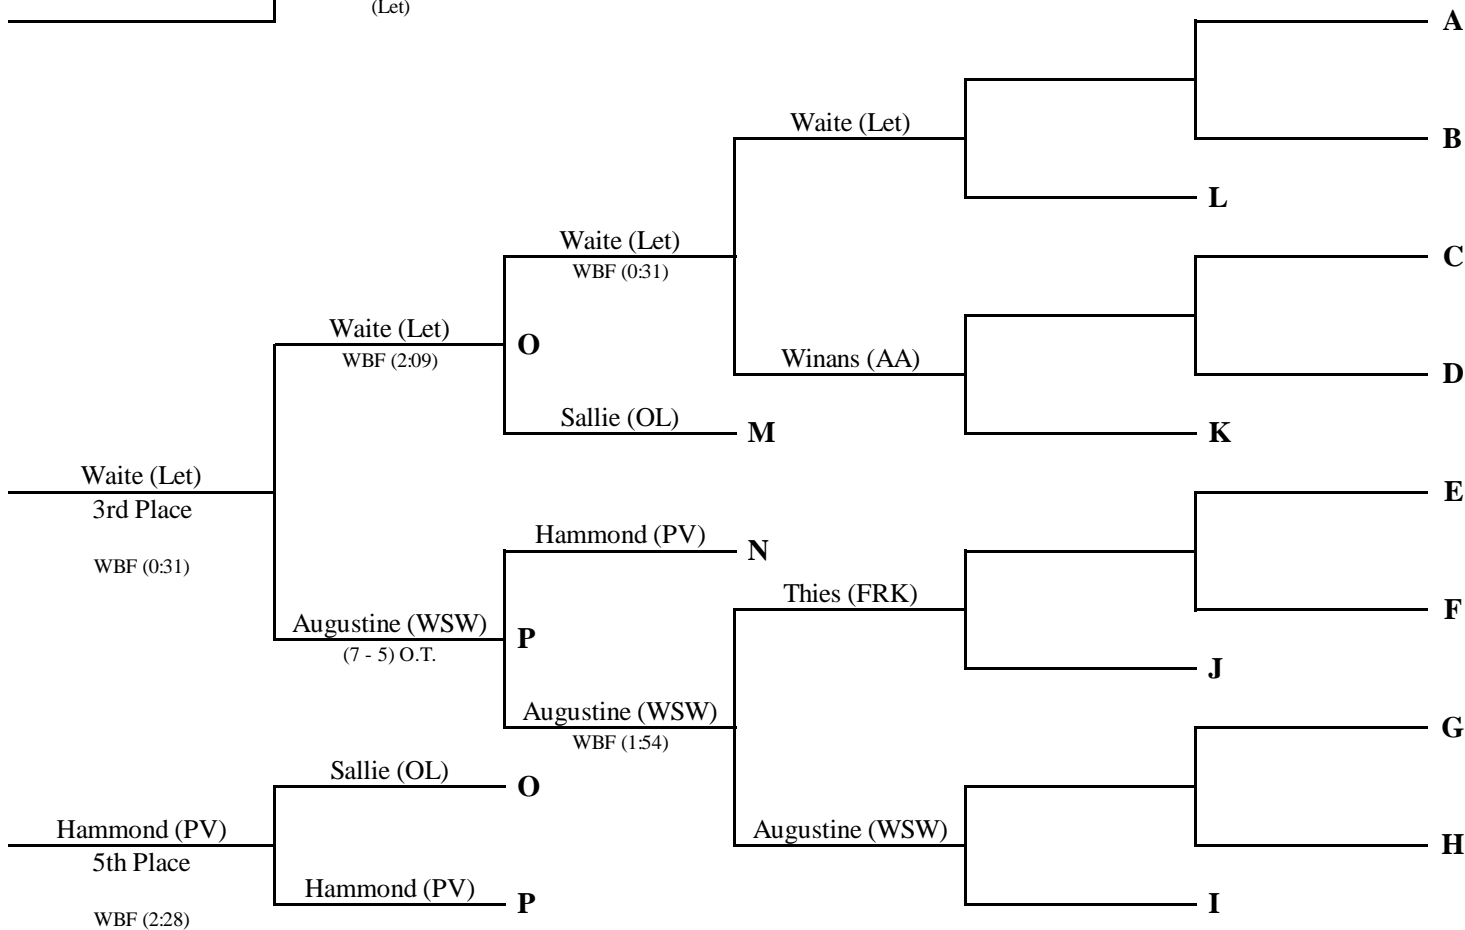 (Let)
A
Waite (Let)
B
L
Waite (Let)
WBF (0:31)
C
Waite (Let)
WBF (2:09)
O
Winans (AA)
D
Sallie (OL)
M
K
Waite (Let)
3rd Place
WBF (0:31)
E
Hammond (PV)
N
Thies (FRK)
F
Augustine (WSW)
(7 - 5) O.T.
P
J
Augustine (WSW)
WBF (1:54)
G
Sallie (OL)
O
Hammond (PV)
5th Place
WBF (2:28)
Augustine (WSW)
H
Hammond (PV)
P
I